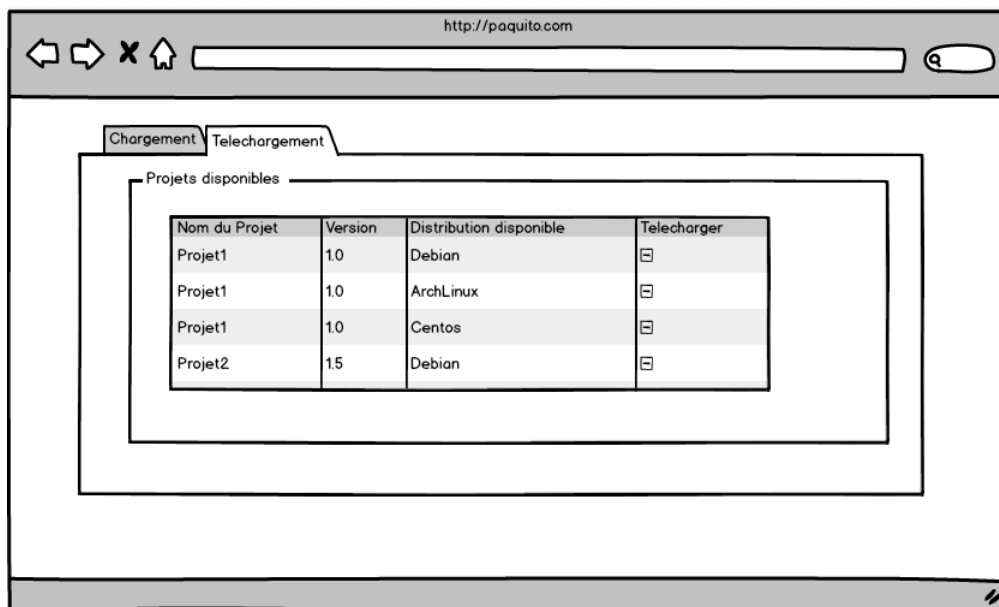 http://paquito.com
Chargement Telechargement
Projets disponibles
Nom du Projet Version Distribution disponible Telecharger
Projet1 1.0 Debian
Projet1 1.0 ArchLinux
Projet1 1.0 Centos
Projet2 1.5 Debian